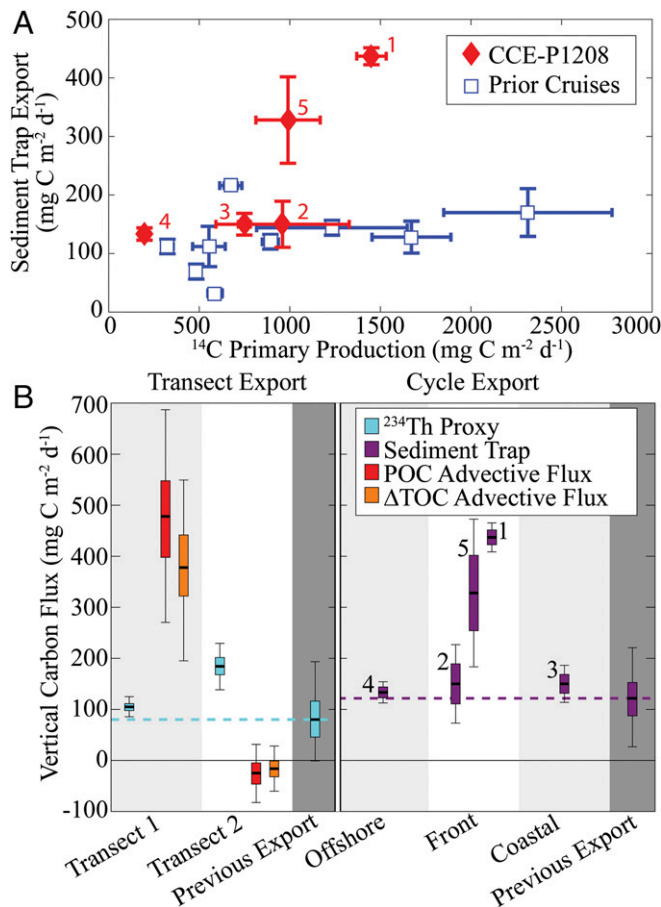 A
Sediment Trap Export
(mg C m⁻² d⁻¹)
500
400
300
200
100
0
1
5
4
3
2
CCE-P1208
Prior Cruises
0
500
1000
1500
2000
2500
3000
¹⁴C Primary Production (mg C m⁻² d⁻¹)
B
Transect Export
Cycle Export
Vertical Carbon Flux (mg C m⁻² d⁻¹)
700
600
500
400
300
200
100
0
-100
²³⁴Th Proxy
Sediment Trap
POC Advective Flux
ΔTOC Advective Flux
4
2
5
1
3
Transect 1
Transect 2
Previous Export
Offshore
Front
Coastal
Previous Export